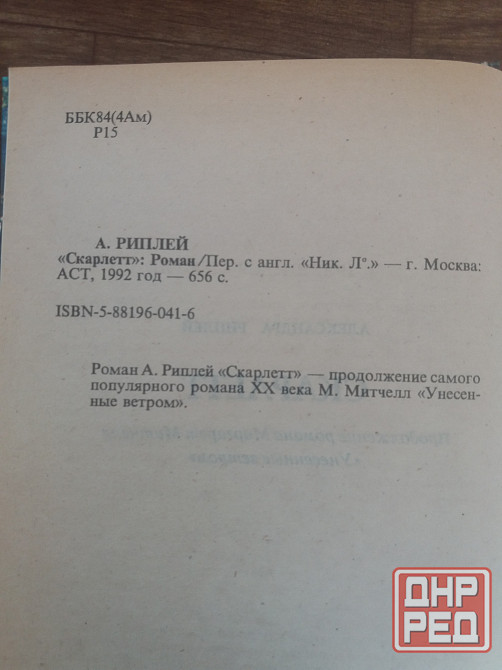 ББК84(4Ам)
Р15
А. РИПЛЕЙ
«Скарлетт»: Роман/Пер. с англ. «Ник. Л°.» — г. Москва:
АСТ, 1992 год — 656 с.
ISBN-5-88196-041-6
Роман А. Риплей «Скарлетт» — продолжение самого
популярного романа XX века М. Митчелл «Унесен-
ные ветром».
ДНР
РЕД